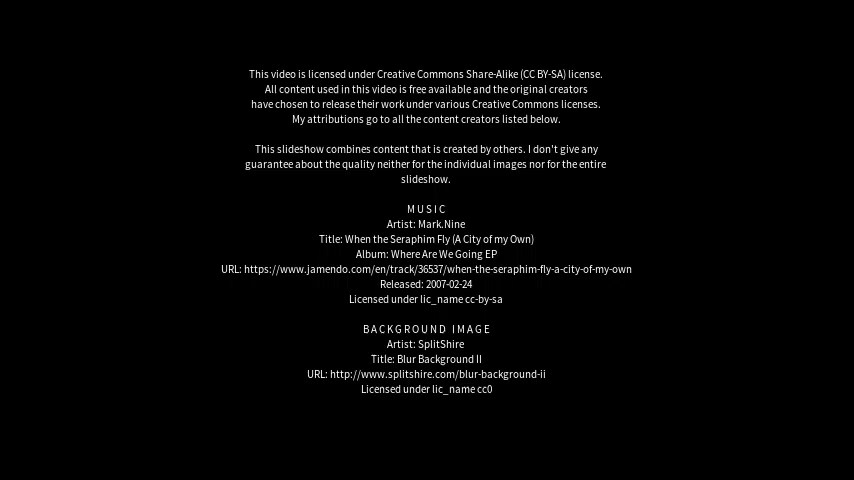 This video is licensed under Creative Commons Share-Alike (CC BY-SA) license.
All content used in this video is free available and the original creators
have chosen to release their work under various Creative Commons licenses.
My attributions go to all the content creators listed below.
This slideshow combines content that is created by others. I don't give any
guarantee about the quality neither for the individual images nor for the entire
slideshow.
MUSIC
Artist: Mark.Nine
Title: When the Seraphim Fly (A City of my Own)
Album: Where Are We Going EP
URL: https://www.jamendo.com/en/track/36537/when-the-seraphim-fly-a-city-of-my-own
Released: 2007-02-24
Licensed under lic_name cc-by-sa
BACKGROUND IMAGE
Artist: SplitShire
Title: Blur Background II
URL: http://www.splitshire.com/blur-background-ii
Licensed under lic_name cc0